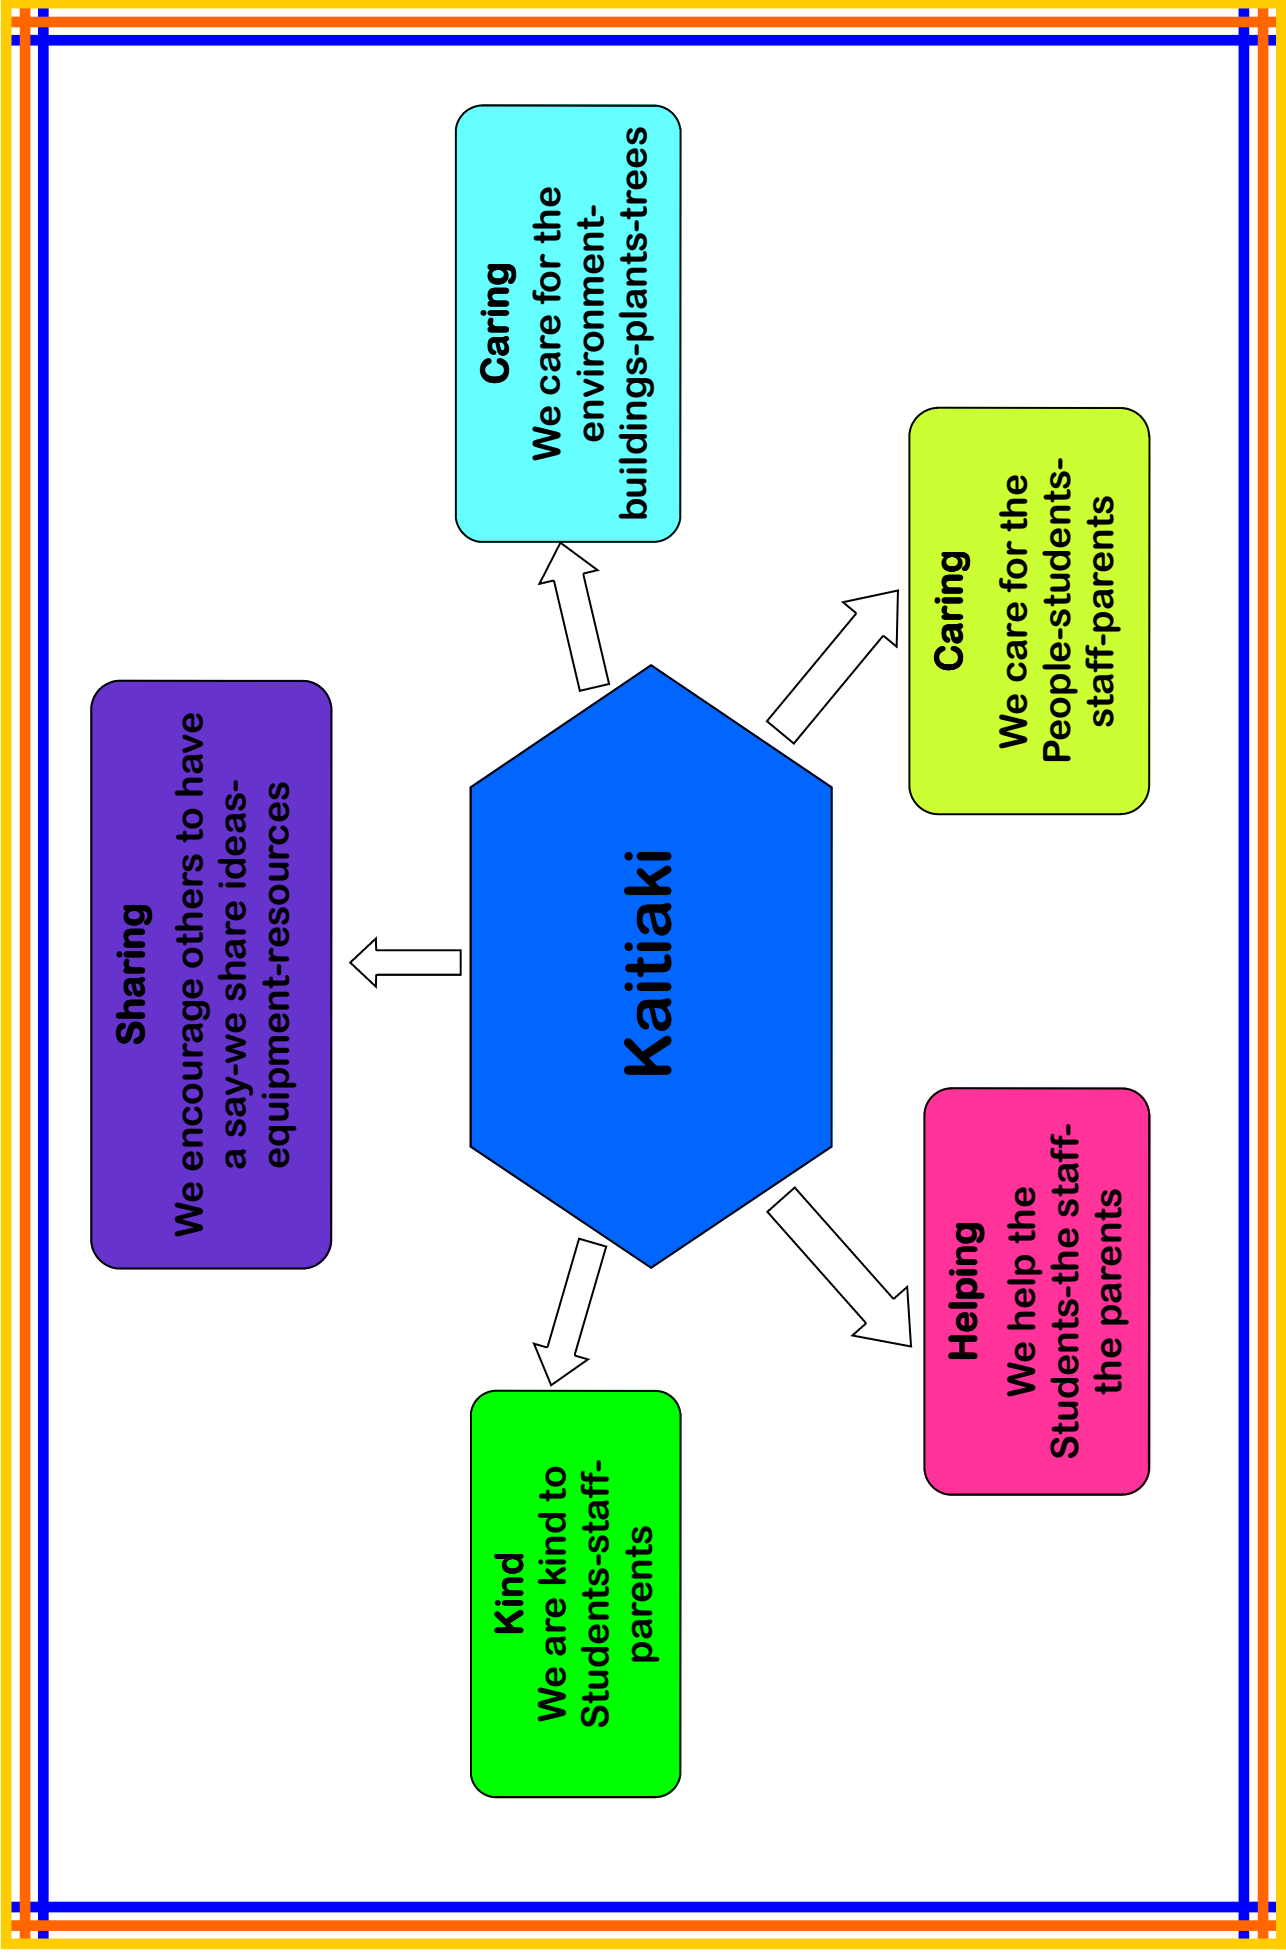 Sharing
We encourage others to have
a say-we share ideas-
equipment-resources
Kind
We are kind to
Students-staff-
parents
Kaitiaki
Caring
We care for the
environment-
buildings-plants-trees
Helping
We help the
Students-the staff-
the parents
Caring
We care for the
People-students-
staff-parents